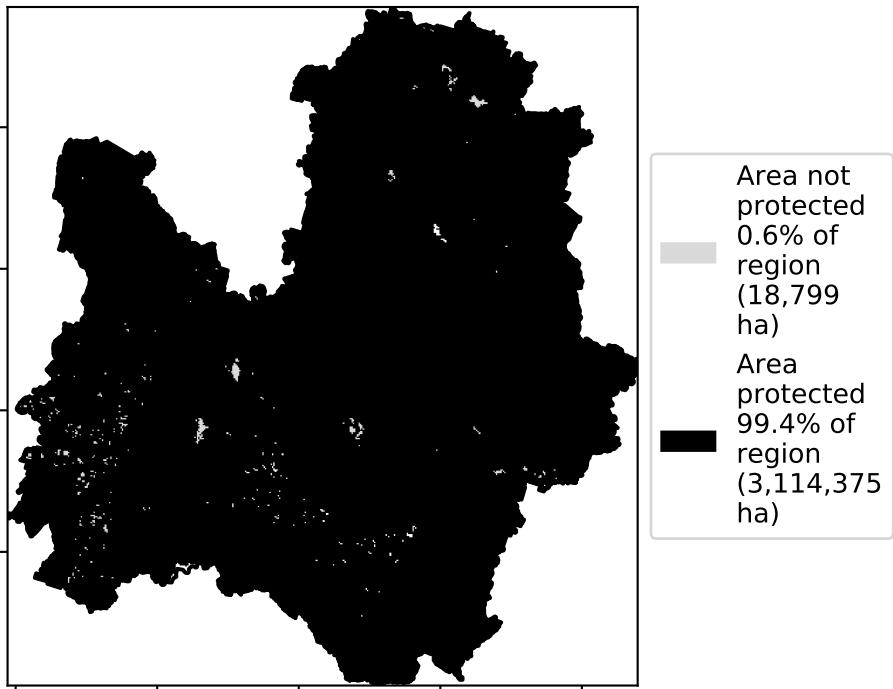 Area not
protected
0.6% of
region
(18,799
ha)
Area
protected
99.4% of
region
(3,114,375
ha)